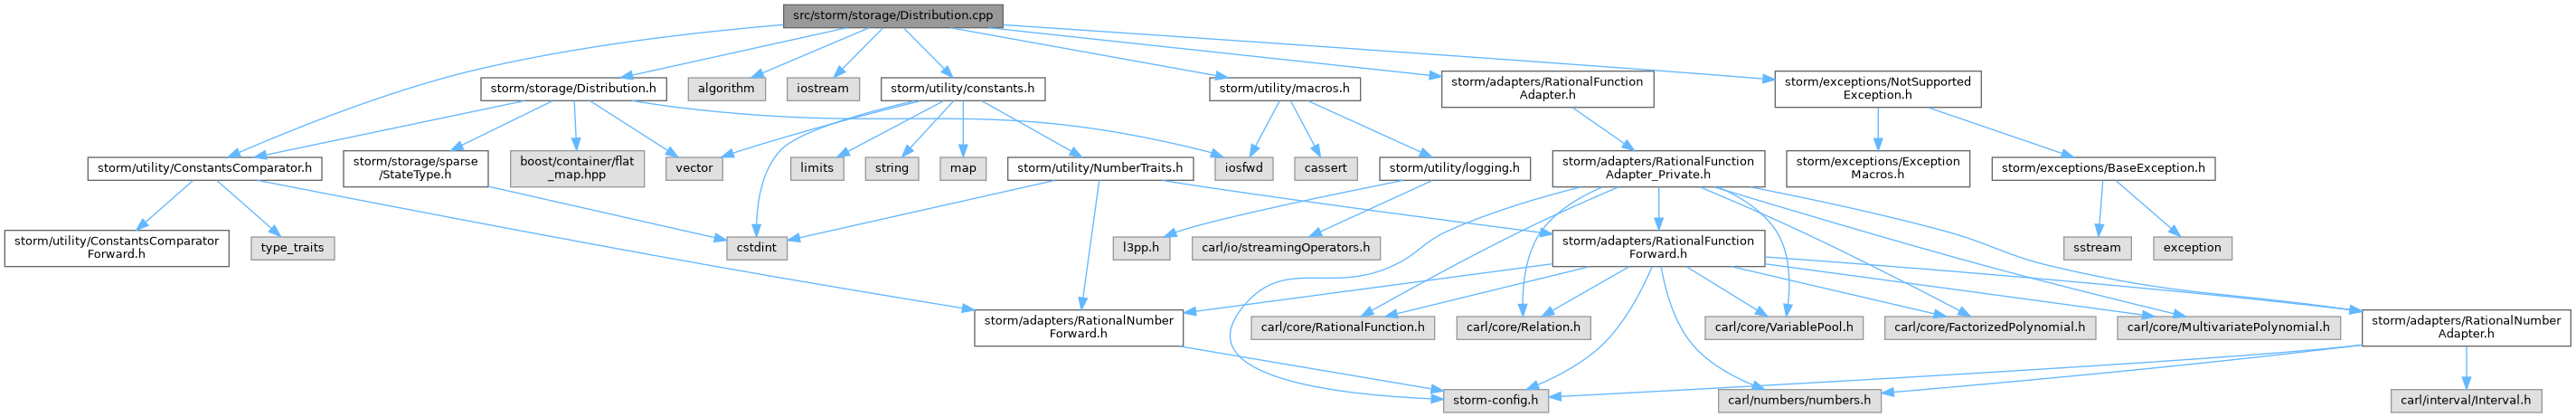 src/storm/storage/Distribution.cpp
storm/storage/Distribution.h
algorithm
iostream
storm/utility/constants.h
storm/utility/macros.h
storm/adapters/RationalFunction
Adapter.h
storm/exceptions/NotSupported
Exception.h
storm/utility/ConstantsComparator.h
storm/storage/sparse
/StateType.h
boost/container/flat
_map.hpp
vector
limits
string
map
storm/utility/NumberTraits.h
iosfwd
cassert
storm/utility/logging.h
storm/adapters/RationalFunction
Adapter_Private.h
storm/exceptions/Exception
Macros.h
storm/exceptions/BaseException.h
storm/utility/ConstantsComparator
Forward.h
type_traits
cstdint
l3pp.h
carl/io/streamingOperators.h
storm/adapters/RationalFunction
Forward.h
sstream
exception
storm/adapters/RationalNumber
Forward.h
carl/core/RationalFunction.h
carl/core/Relation.h
carl/core/VariablePool.h
carl/core/FactorizedPolynomial.h
carl/core/MultivariatePolynomial.h
storm/adapters/RationalNumber
Adapter.h
storm-config.h
carl/numbers/numbers.h
carl/interval/Interval.h